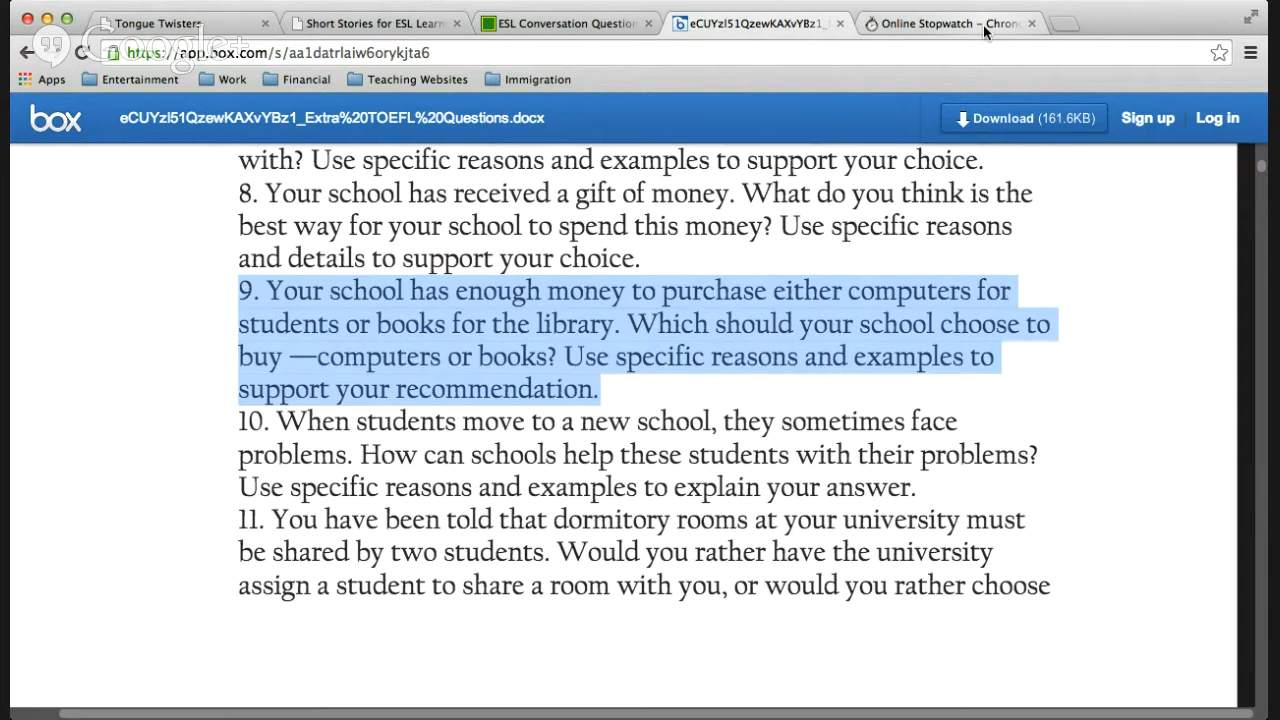 Tongue Twisters
Short Stories for ESL Learn
ESL Conversation Question
eCUYzl51QzewKAXvYBz1_
Online Stopwatch – Chron
Google+
https://app.box.com/s/aa1datrlaiw6orykjta6
Apps Entertainment Work Financial Teaching Websites Immigration
box eCUYzl51QzewKAXvYBz1_Extra%20TOEFL%20Questions.docx Download (161.6KB) Sign up Log in
with? Use specific reasons and examples to support your choice.
8. Your school has received a gift of money. What do you think is the
best way for your school to spend this money? Use specific reasons
and details to support your choice.
9. Your school has enough money to purchase either computers for
students or books for the library. Which should your school choose to
buy —computers or books? Use specific reasons and examples to
support your recommendation.
10. When students move to a new school, they sometimes face
problems. How can schools help these students with their problems?
Use specific reasons and examples to explain your answer.
11. You have been told that dormitory rooms at your university must
be shared by two students. Would you rather have the university
assign a student to share a room with you, or would you rather choose